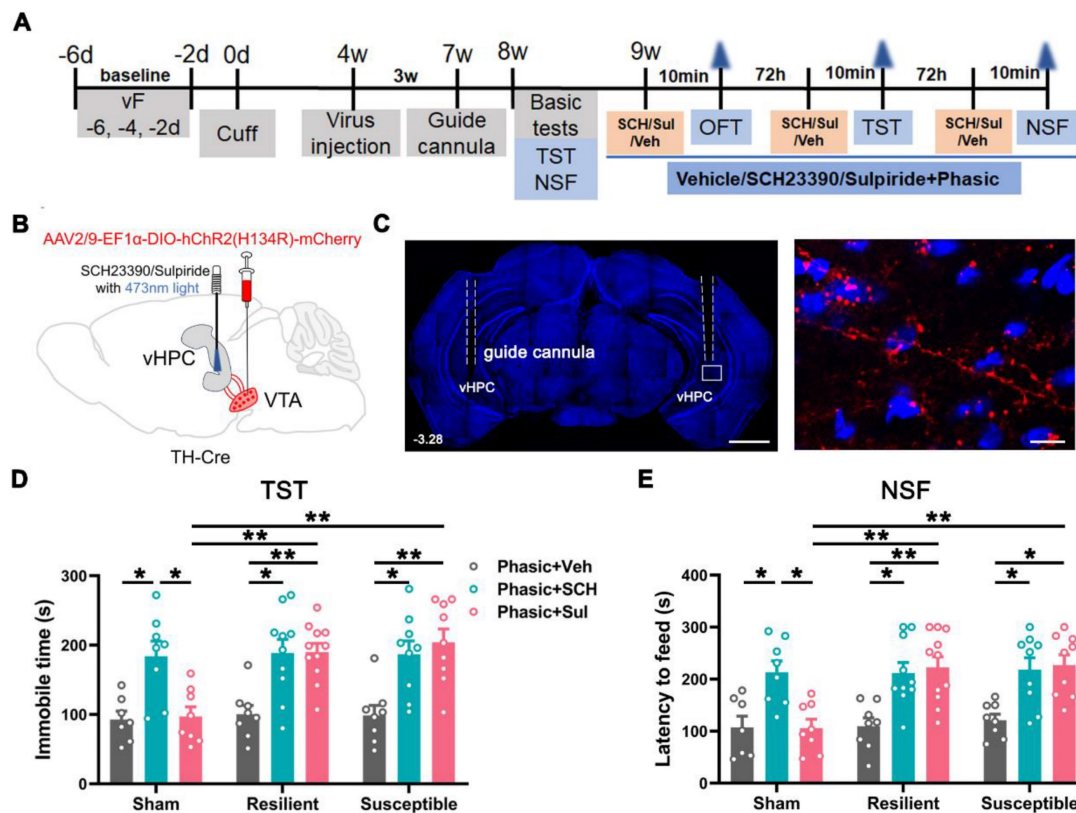 A
-6d -2d 0d 4w 7w 8w 9w
baseline 3w 10min 72h 10min 72h 10min
vF
-6, -4, -2d
Cuff
Virus
injection
Guide
cannula
Basic
tests
TST
NSF
SCH/Sul
/Veh
OFT
SCH/Sul
/Veh
TST
SCH/Sul
/Veh
NSF
Vehicle/SCH23390/Sulpiride+Phasic
B
AAV2/9-EF1α-DIO-hChR2(H134R)-mCherry
SCH23390/Sulpiride
with 473nm light
vHPC
VTA
TH-Cre
C
guide cannula
vHPC
vHPC
-3.28
D
TST
** 
**
** **
* * * *
Immobile time (s)
300
200
100
0
Sham Resilient Susceptible
Phasic+Veh
Phasic+SCH
Phasic+Sul
E
NSF
**
**
** *
* * * *
Latency to feed (s)
400
300
200
100
0
Sham Resilient Susceptible